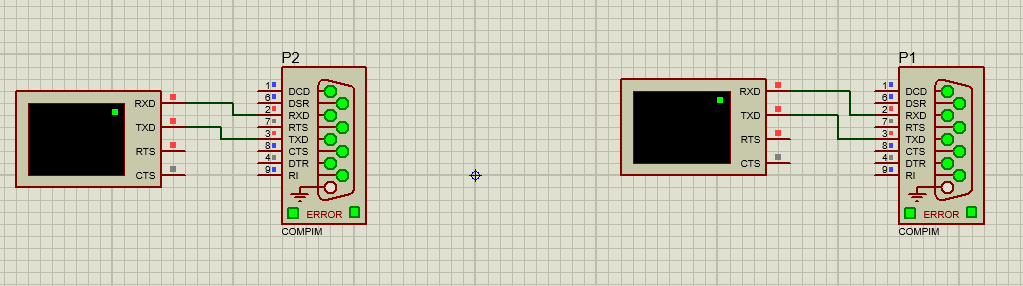 P2
RXD
TXD
RTS
CTS
1
6
2
7
3
8
4
9
DCD
DSR
RXD
RTS
TXD
CTS
DTR
RI
ERROR
COMPIM
RXD
TXD
RTS
CTS
P1
1
6
2
7
3
8
4
9
DCD
DSR
RXD
RTS
TXD
CTS
DTR
RI
ERROR
COMPIM